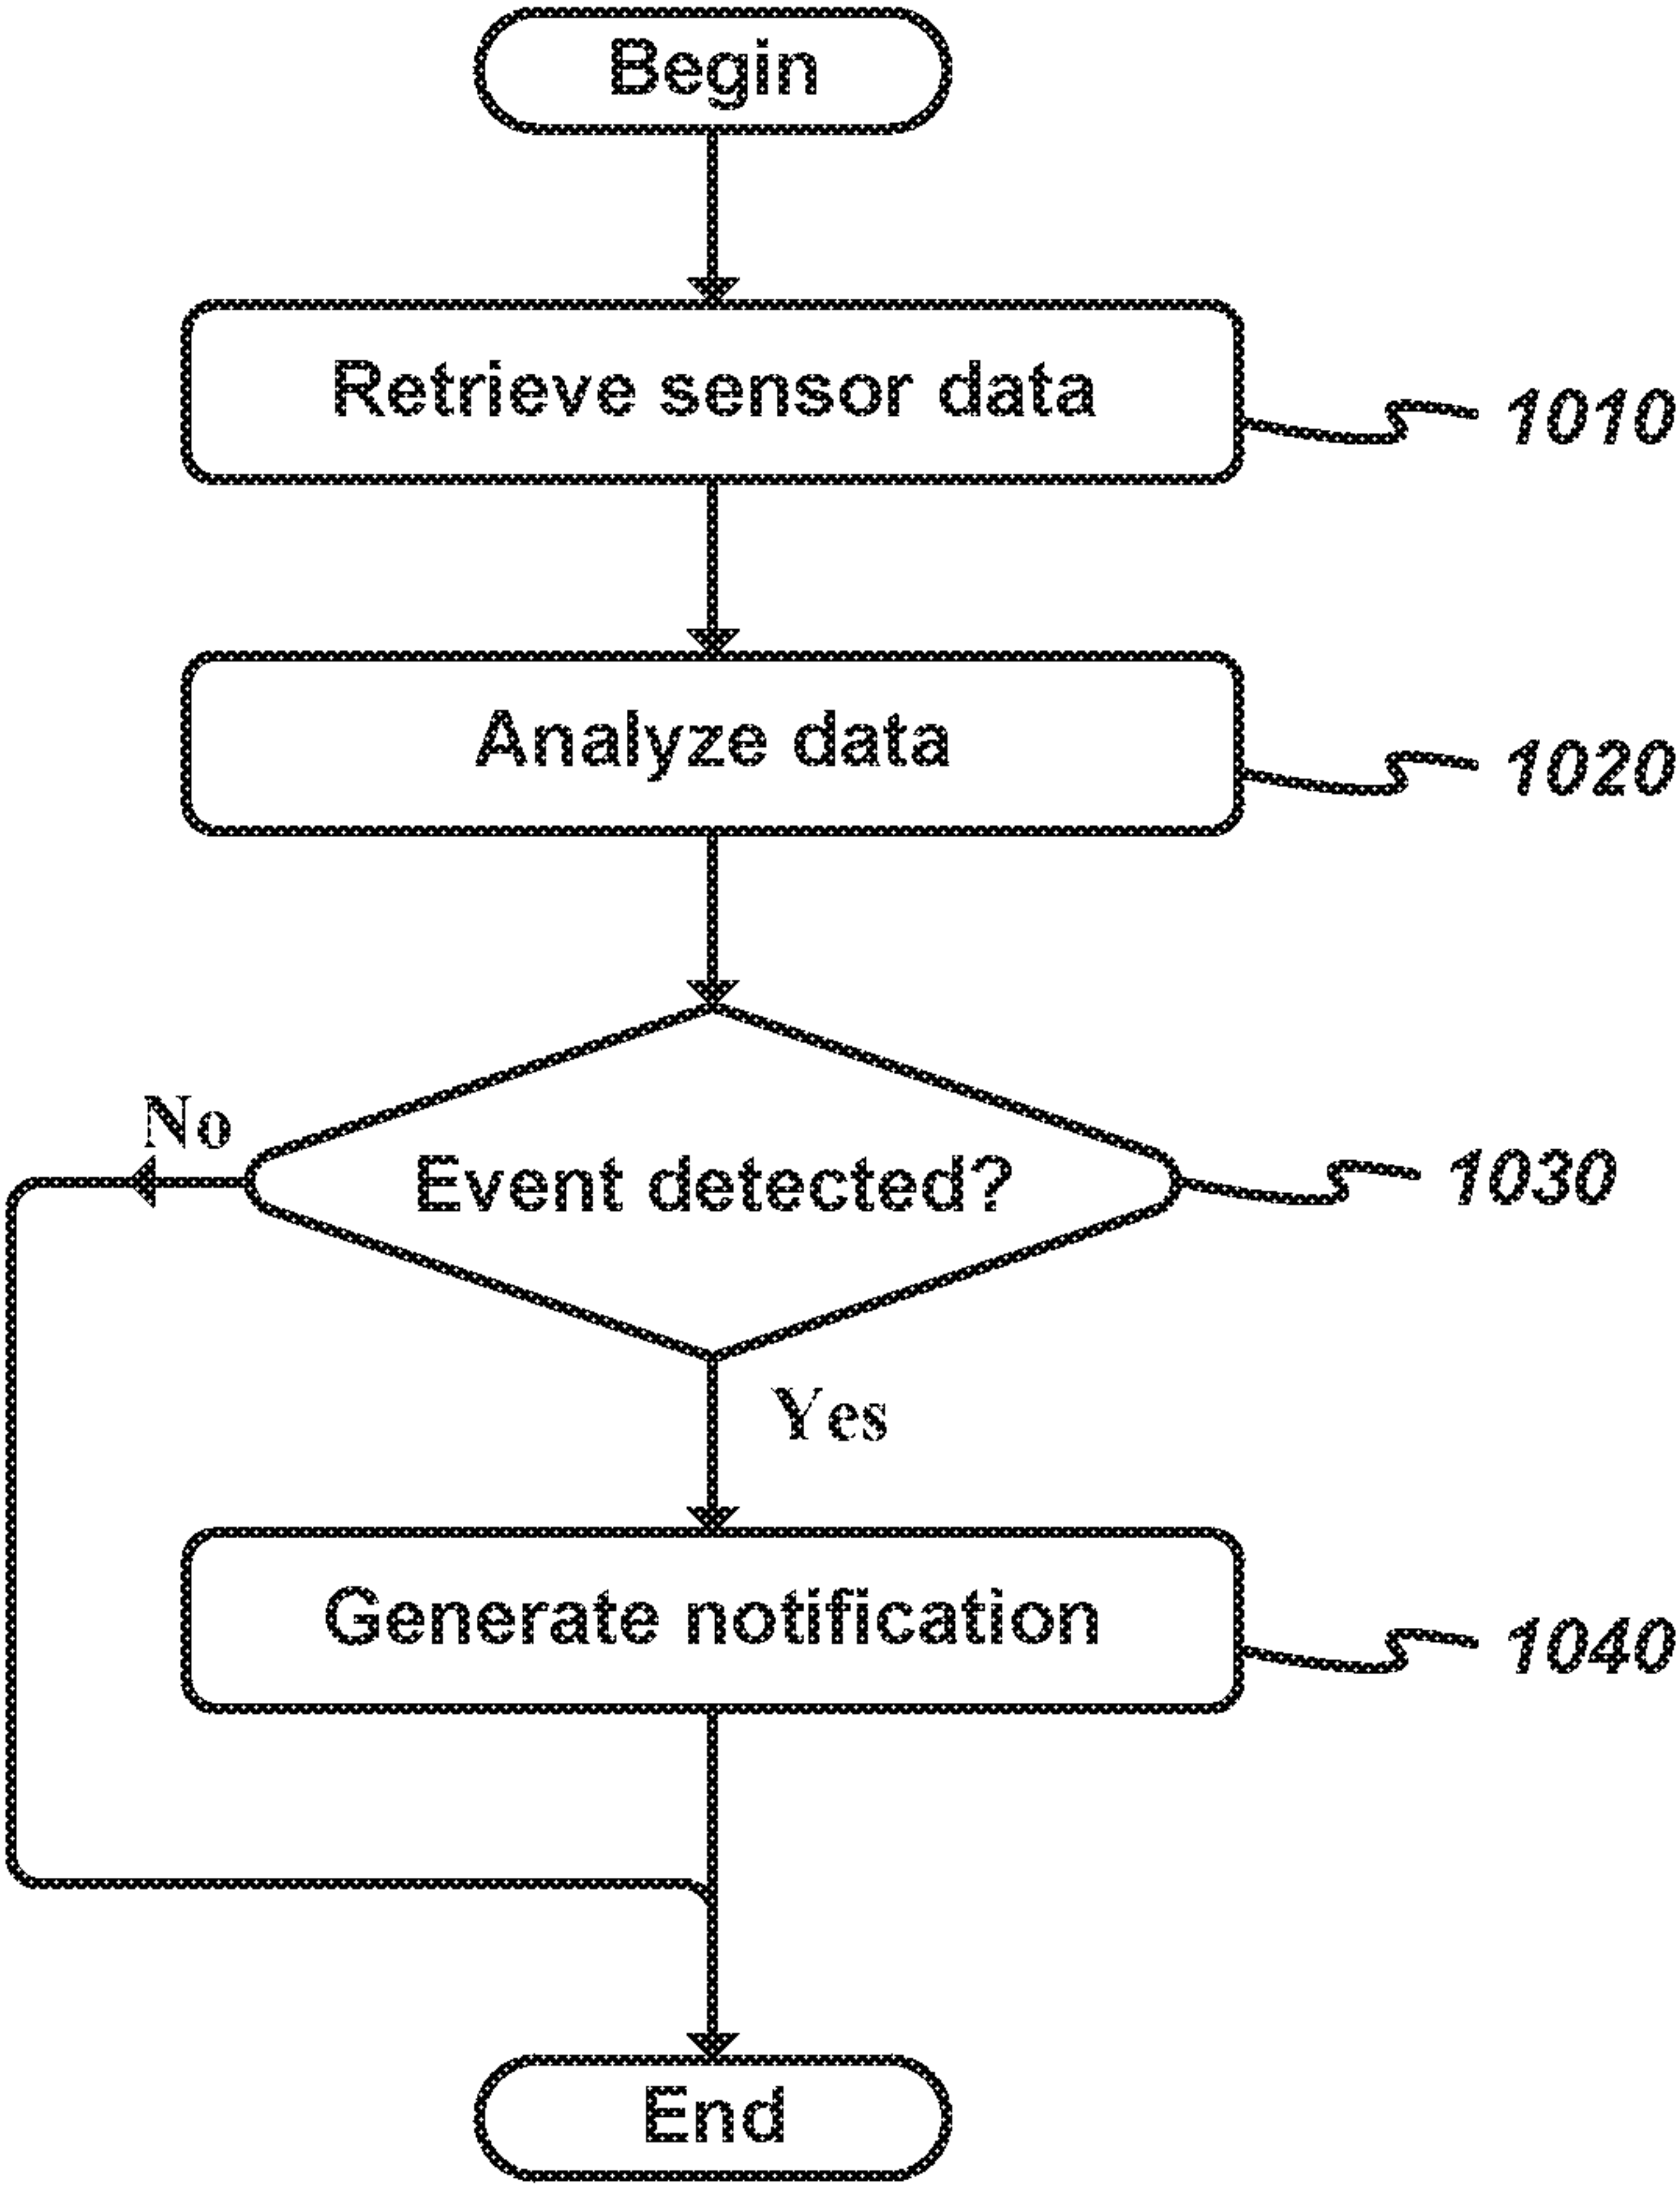 Begin
Retrieve sensor data
1010
Analyze data
1020
No
Event detected?
1030
Yes
Generate notification
1040
End